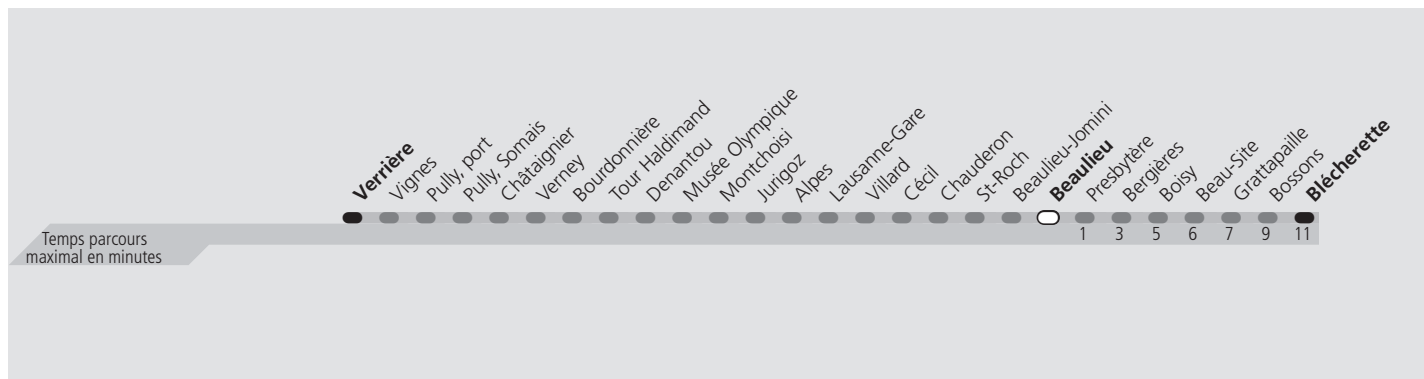 Verrière
Vignes
Pully, port
Pully, Somais
Châtaignier
Verney
Bourdonnière
Tour Haldimand
Denantou
Musée Olympique
Montchoisi
Jurigoz
Alpes
Lausanne-Gare
Villard
Cécil
Chauderon
St-Roch
Beaulieu-Jomini
Beaulieu
Presbytère
Bergières
Boisy
Beau-Site
Grattapaille
Bossons
Blécherette
Temps parcours
maximal en minutes
1 3 5 6 7 9 11